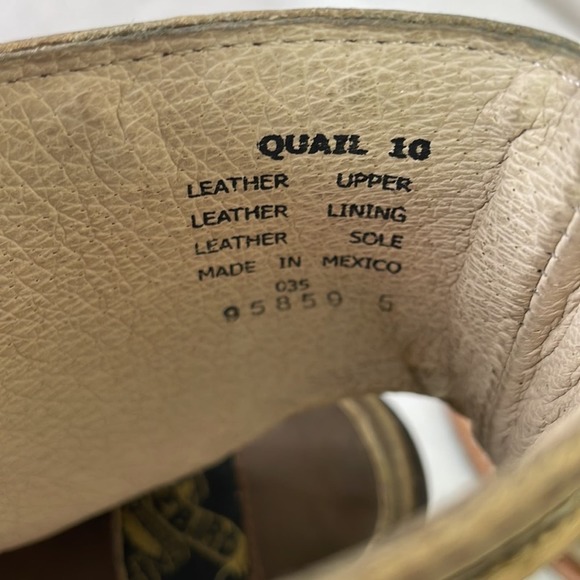 QUAIL 10
LEATHER UPPER
LEATHER LINING
LEATHER SOLE
MADE IN MEXICO
035
95859 5